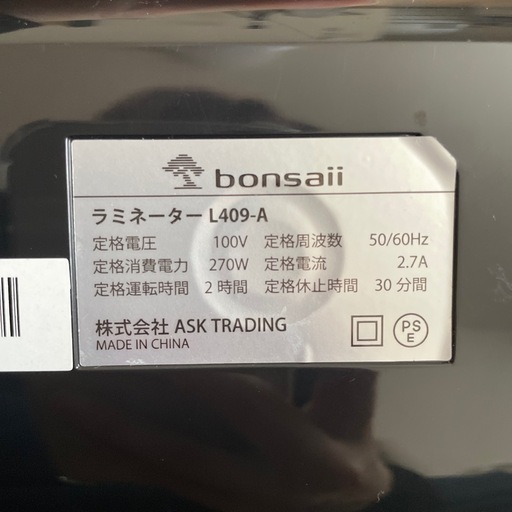 bonsaii
ラミネーター L409-A
定格電圧 100V 定格周波数 50/60Hz
定格消費電力 270W 定格電流 2.7A
定格運転時間 2 時間 定格休止時間 30 分間
株式会社 ASK TRADING
MADE IN CHINA
PS
E